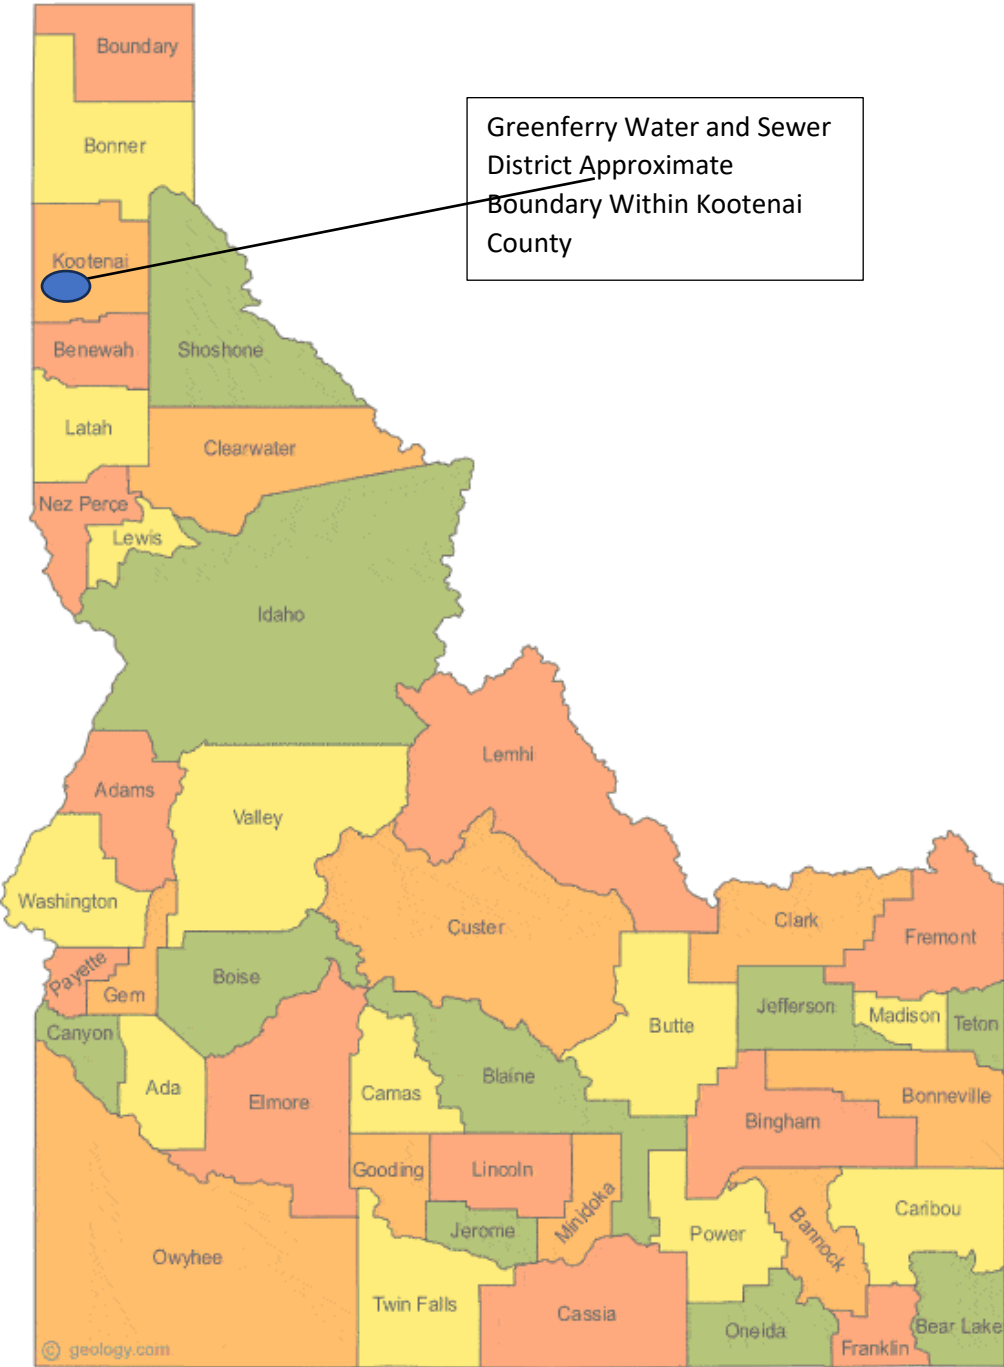 Boundary
Bonner
Greenferry Water and Sewer
District Approximate
Boundary Within Kootenai
County
Kootenai
Benewah
Shoshone
Latah
Clearwater
Nez Perce
Lewis
Idaho
Lemhi
Adams
Valley
Washington
Custer
Clark
Fremont
Payette
Boise
Gem
Jefferson
Madison
Teton
Butte
Canyon
Ada
Elmore
Camas
Blaine
Bonneville
Bingham
Gooding
Lincoln
Minidoka
Jerome
Caribou
Power
Bannock
Owyhee
Twin Falls
Cassia
Oneida
Bear Lake
Franklin
© geology.com